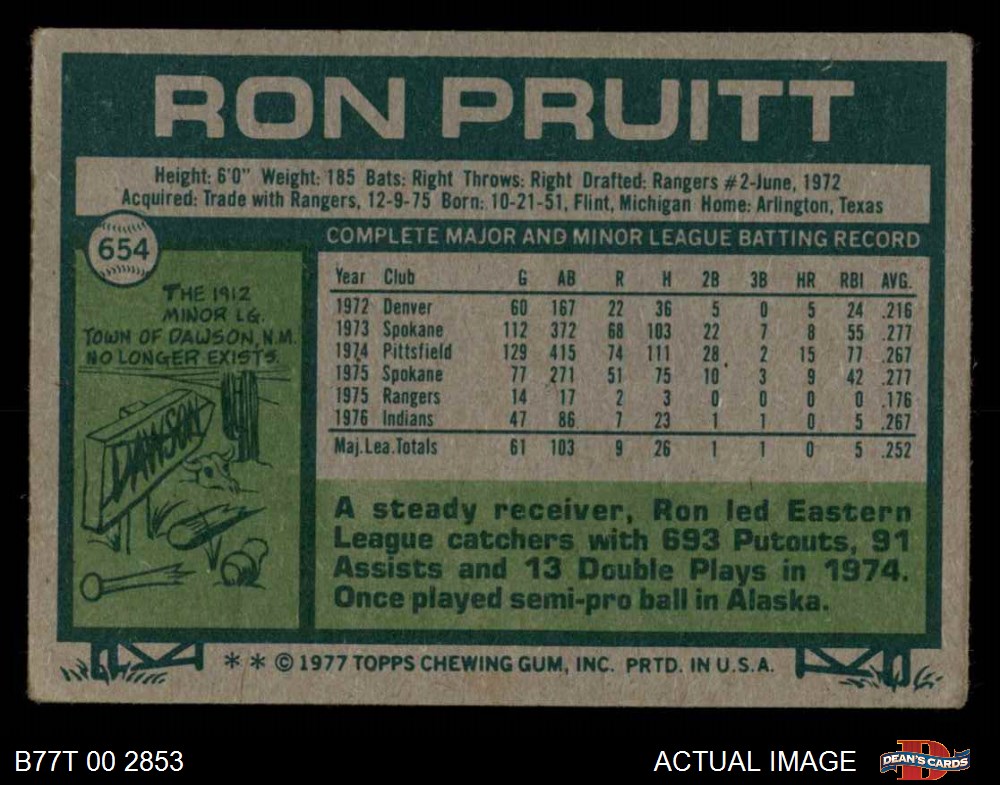 RON PRUITT
Height: 6'0" Weight: 185 Bats: Right Throws: Right Drafted: Rangers #2-June, 1972
Acquired: Trade with Rangers, 12-9-75 Born: 10-21-51, Flint, Michigan Home: Arlington, Texas
654
THE 1912
MINOR LG.
TOWN OF DAWSON, N.M.
NO LONGER EXISTS.
DAWSON
COMPLETE MAJOR AND MINOR LEAGUE BATTING RECORD
Year Club G AB R H 2B 3B HR RBI AVG.
1972 Denver 60 167 22 36 5 0 5 24 .216
1973 Spokane 112 372 68 103 22 7 8 55 .277
1974 Pittsfield 129 415 74 111 28 2 15 77 .267
1975 Spokane 77 271 51 75 10 3 9 42 .277
1975 Rangers 14 17 2 3 0 0 0 0 .176
1976 Indians 47 86 7 23 1 1 0 5 .267
Maj.Lea.Totals 61 103 9 26 1 1 0 5 .252
A steady receiver, Ron led Eastern
League catchers with 693 Putouts, 91
Assists and 13 Double Plays in 1974.
Once played semi-pro ball in Alaska.
** © 1977 TOPPS CHEWING GUM, INC. PRTD. IN U.S.A.
B77T 00 2853
ACTUAL IMAGE
DEAN'S CARDS